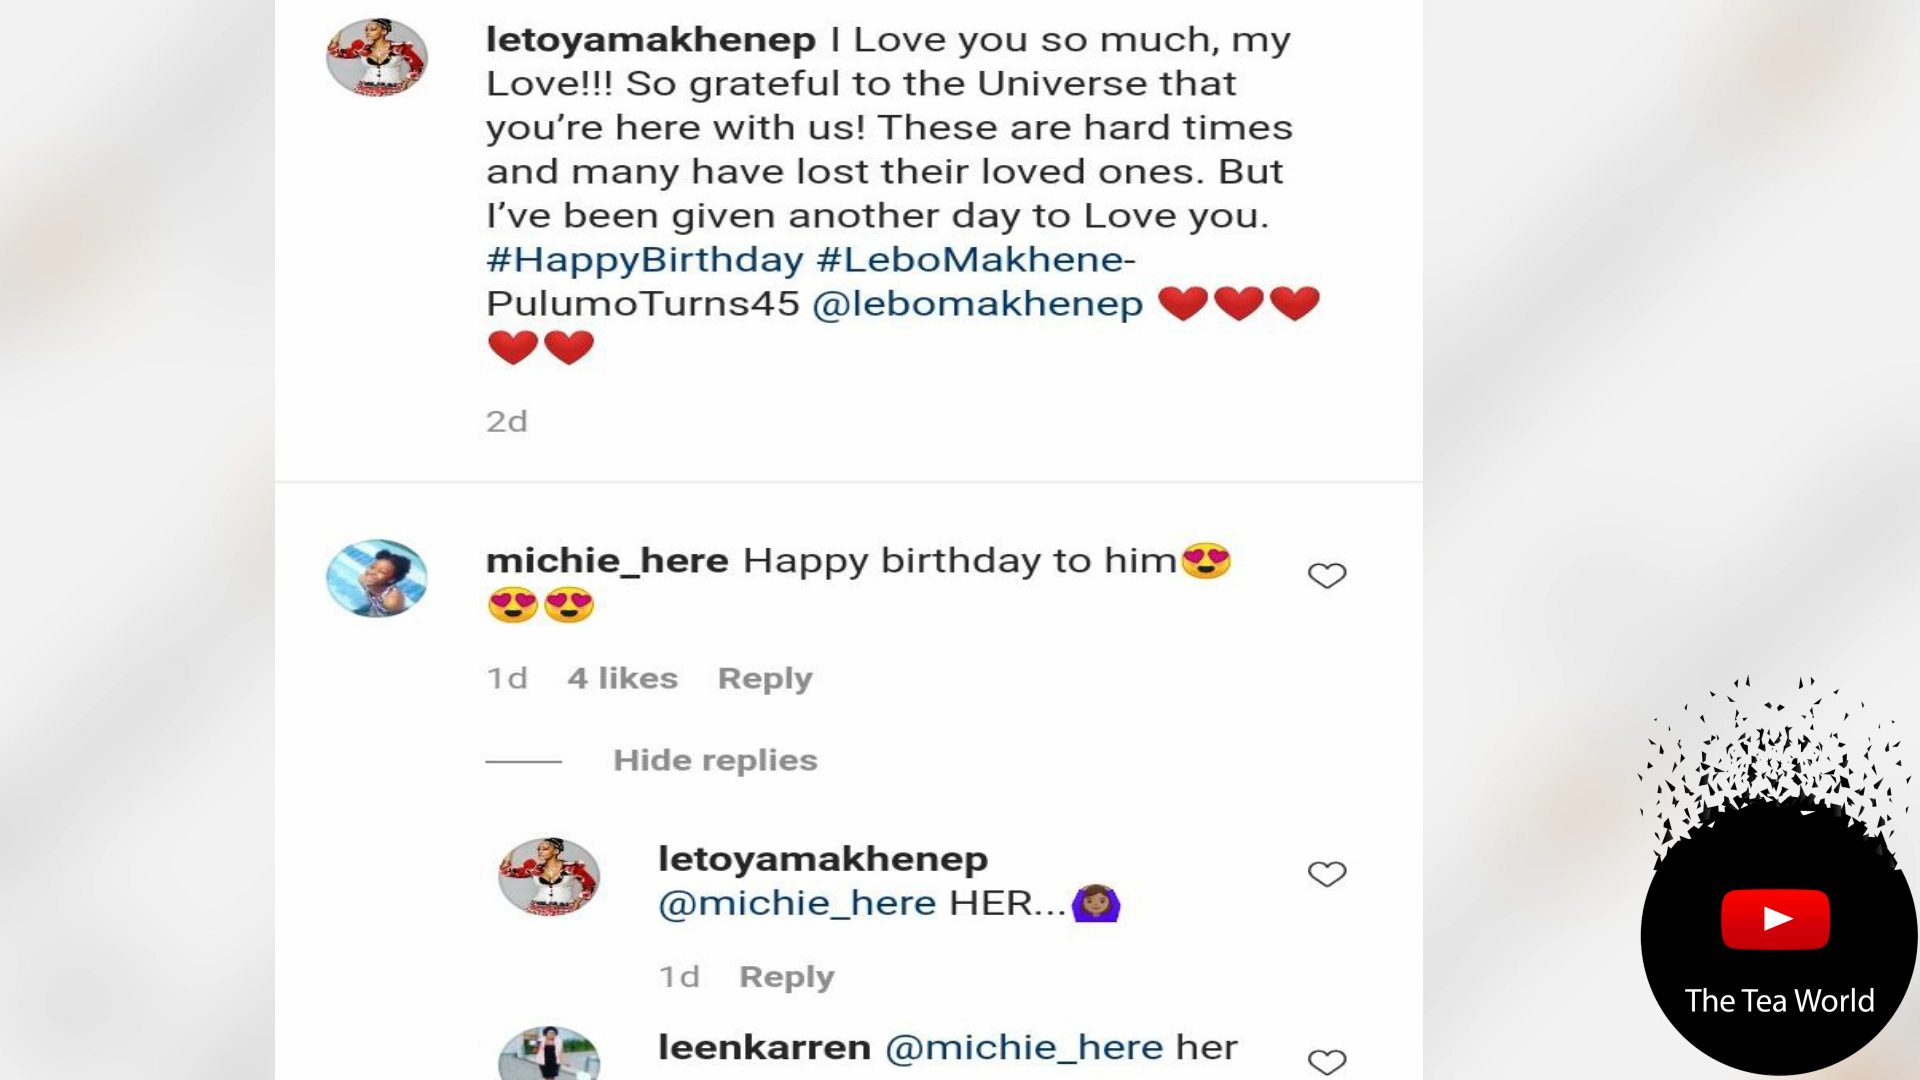 letoyamakhenep I Love you so much, my
Love!!! So grateful to the Universe that
you’re here with us! These are hard times
and many have lost their loved ones. But
I’ve been given another day to Love you.
#HappyBirthday #LeboMakhene-
PulumoTurns45 @lebomakhenep ❤️❤️❤️
❤️❤️
2d
michie_here Happy birthday to him😍
😍😍
1d 4 likes Reply
Hide replies
letoyamakhenep
@michie_here HER...🙆🏽‍♀️
1d Reply
leenkarren @michie_here her
The Tea World